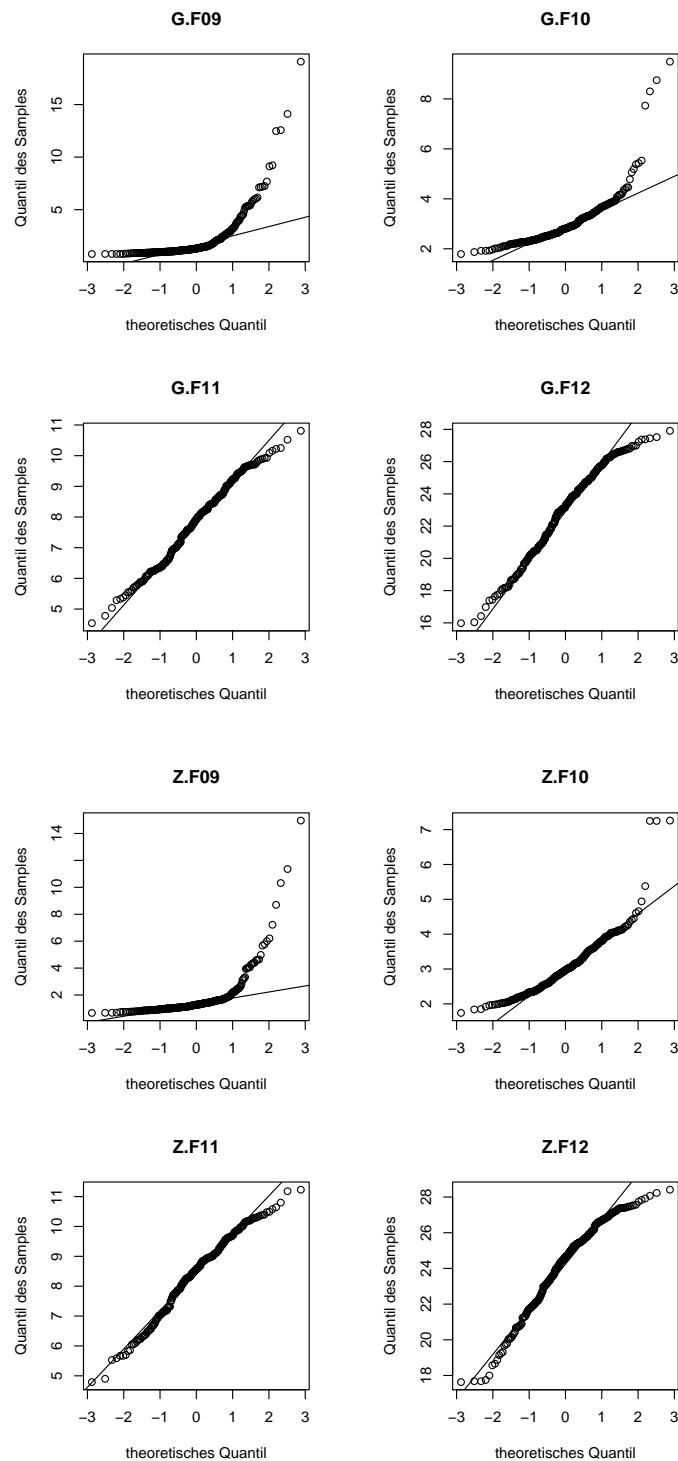 G.F09
Quantil des Samples
5 10 15
−3 −2 −1 0 1 2 3
theoretisches Quantil
G.F10
Quantil des Samples
2 4 6 8
−3 −2 −1 0 1 2 3
theoretisches Quantil
G.F11
Quantil des Samples
5 6 7 8 9 10 11
−3 −2 −1 0 1 2 3
theoretisches Quantil
G.F12
Quantil des Samples
16 18 20 22 24 26 28
−3 −2 −1 0 1 2 3
theoretisches Quantil
Z.F09
Quantil des Samples
2 4 6 8 10 14
−3 −2 −1 0 1 2 3
theoretisches Quantil
Z.F10
Quantil des Samples
2 3 4 5 6 7
−3 −2 −1 0 1 2 3
theoretisches Quantil
Z.F11
Quantil des Samples
5 6 7 8 9 10 11
−3 −2 −1 0 1 2 3
theoretisches Quantil
Z.F12
Quantil des Samples
18 20 22 24 26 28
−3 −2 −1 0 1 2 3
theoretisches Quantil